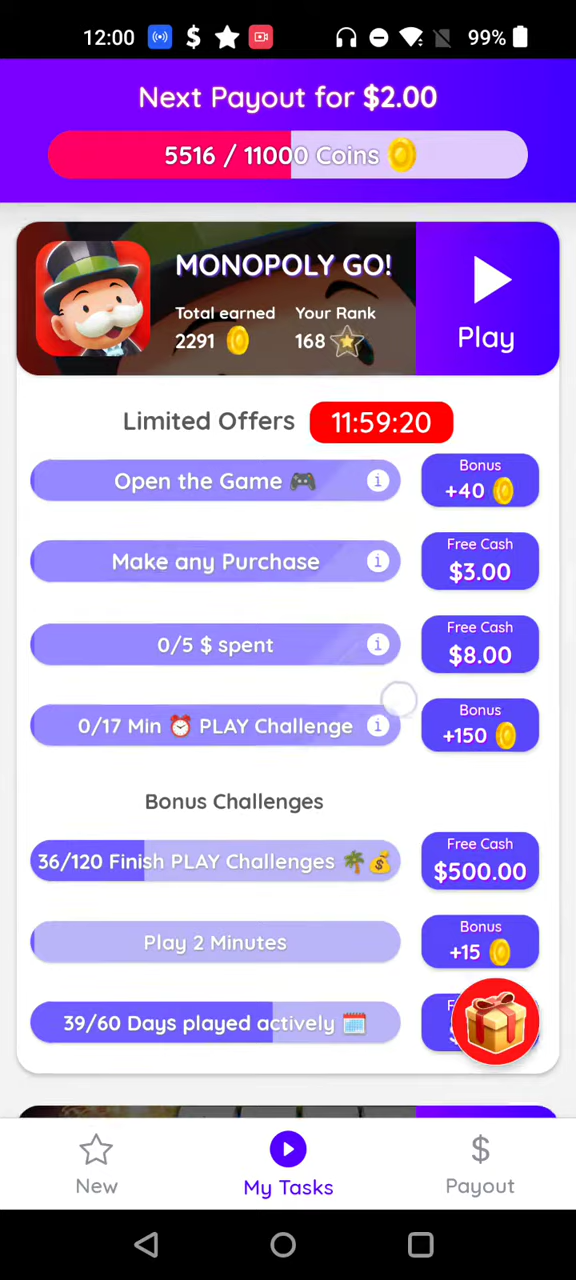 12:00
99%
Next Payout for $2.00
5516 / 11000 Coins
MONOPOLY GO!
Total earned
Your Rank
2291
168
Play
Limited Offers
11:59:20
Open the Game
Bonus
+40
Make any Purchase
Free Cash
$3.00
0/5 $ spent
Free Cash
$8.00
0/17 Min PLAY Challenge
Bonus
+150
Bonus Challenges
36/120 Finish PLAY Challenges
Free Cash
$500.00
Play 2 Minutes
Bonus
+15
39/60 Days played actively
New
My Tasks
$
Payout